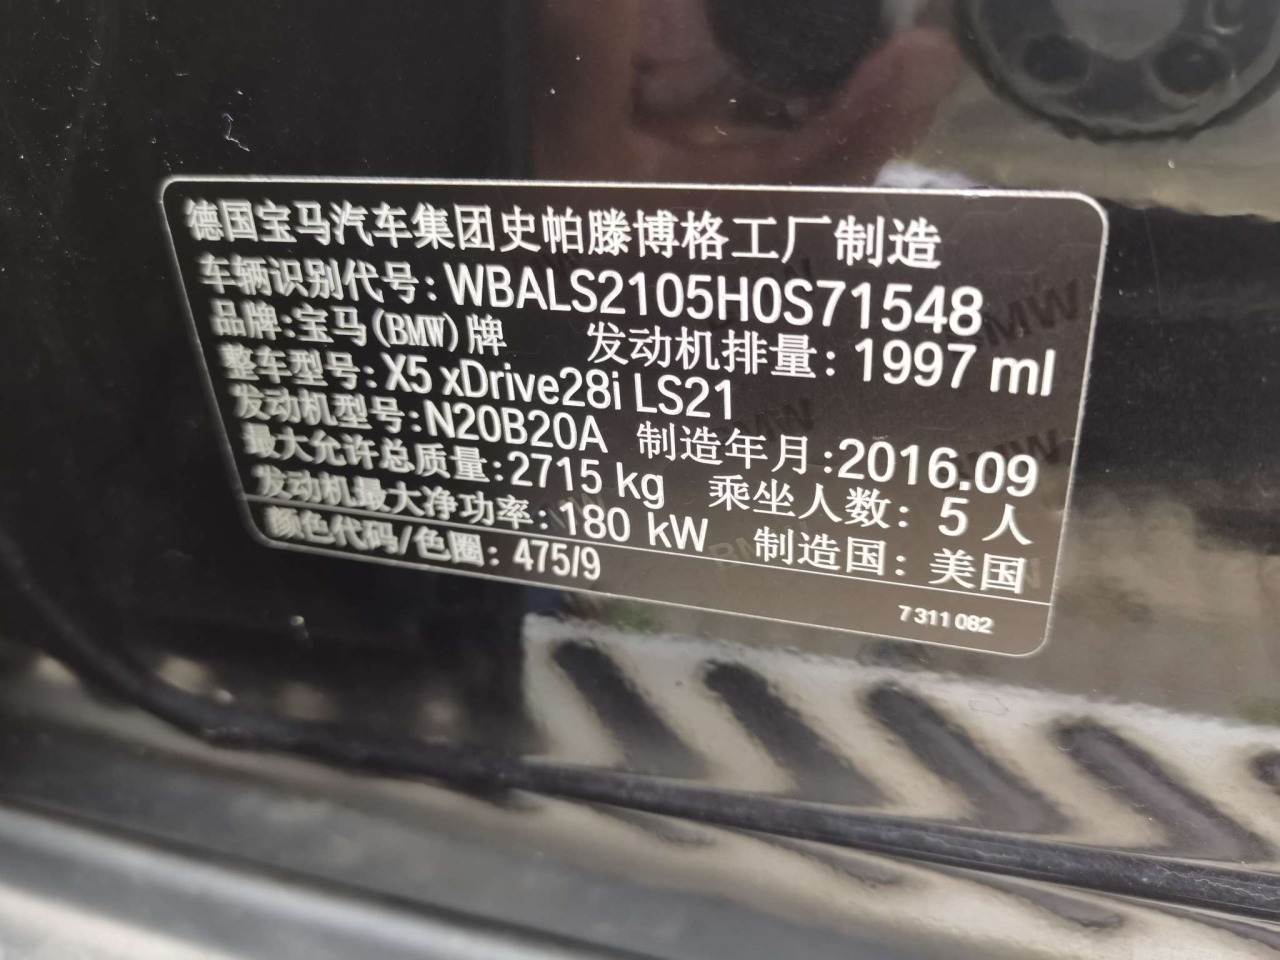 德国宝马汽车集团史帕滕博格工厂制造
车辆识别代号:WBALS2105H0S71548
品牌:宝马(BMW)牌 发动机排量: 1997 ml
整车型号: X5 xDrive28i LS21
发动机型号:N20B20A 制造年月:2016.09
最大允许总质量:2715 kg 乘坐人数: 5 人
发动机最大净功率:180 kW 制造国: 美国
颜色代码/色圈: 475/9
7 311 082